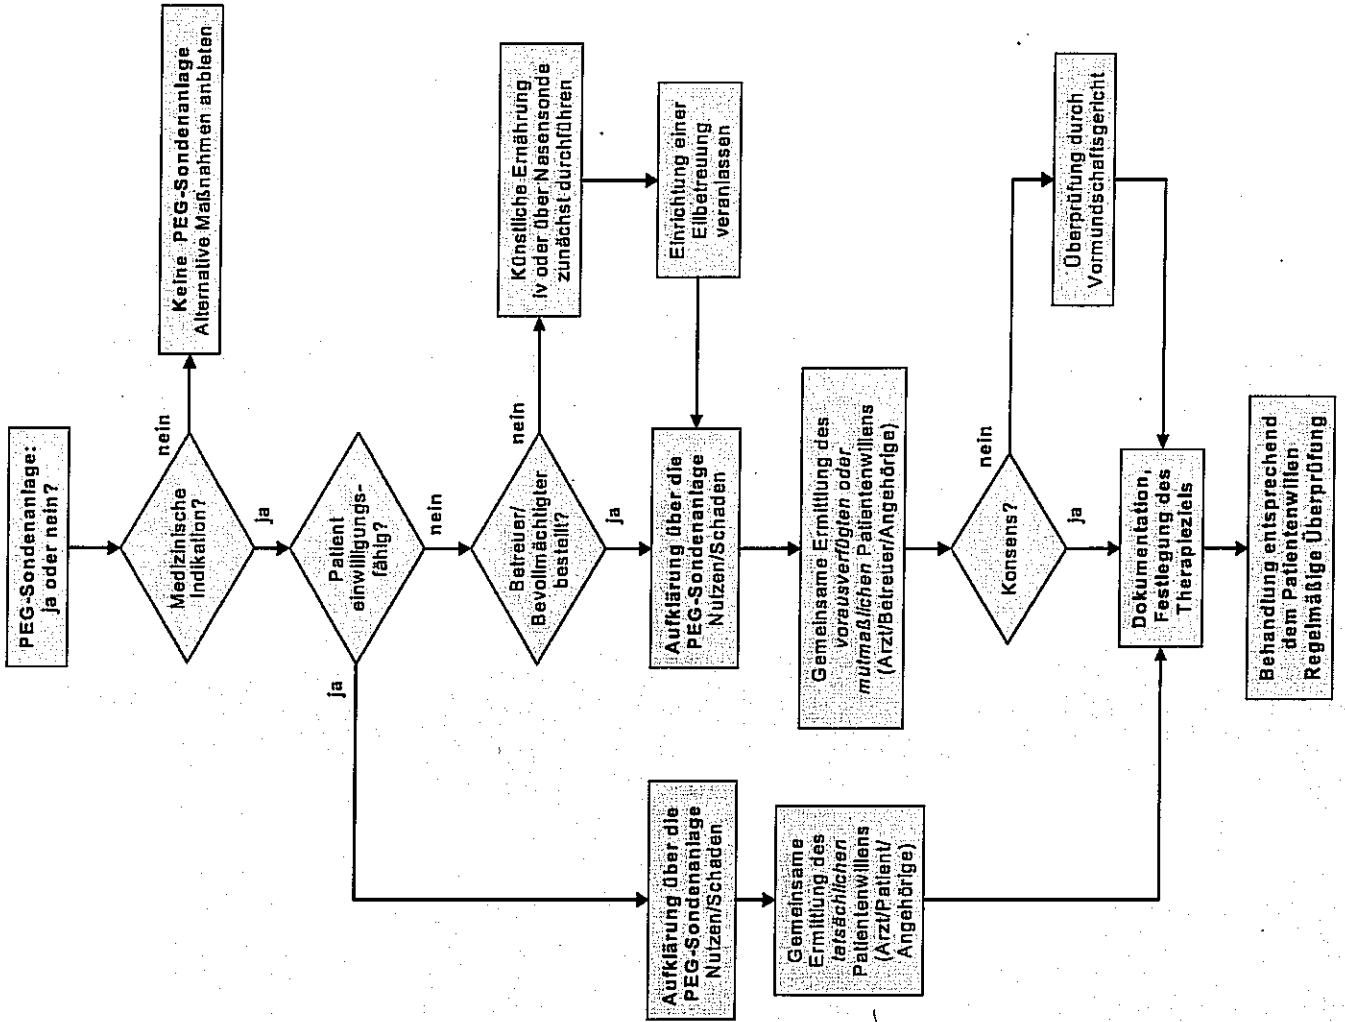 PEG-Sondenanlage:
ja oder nein?
Medizinische
Indikation?
nein
Keine PEG-Sondenanlage
Alternative Maßnahmen anbieten
ja
Patient
einwilligungs-
fähig?
ja
nein
Betreuer/
Bevollmächtigter
bestellt?
nein
Künstliche Ernährung
iv oder über Nasensonde
zunächst durchführen
Einrichtung einer
Eilbetreuung
veranlassen
ja
Aufklärung über die
PEG-Sondenanlage
Nutzen/Schaden
Gemeinsame Ermittlung des
vorausverfügten oder
mutmaßlichen Patientenwillens
(Arzt/Betreuer/Angehörige)
Aufklärung über die
PEG-Sondenanlage
Nutzen/Schaden
Gemeinsame
Ermittlung des
tatsächlichen
Patientenwillens
(Arzt/Patient/
Angehörige)
Konsens?
nein
Überprüfung durch
Vormundschaftsgericht
ja
Dokumentation,
Festlegung des
Therapieziels
Behandlung entsprechend
dem Patientenwillen
Regelmäßige Überprüfung